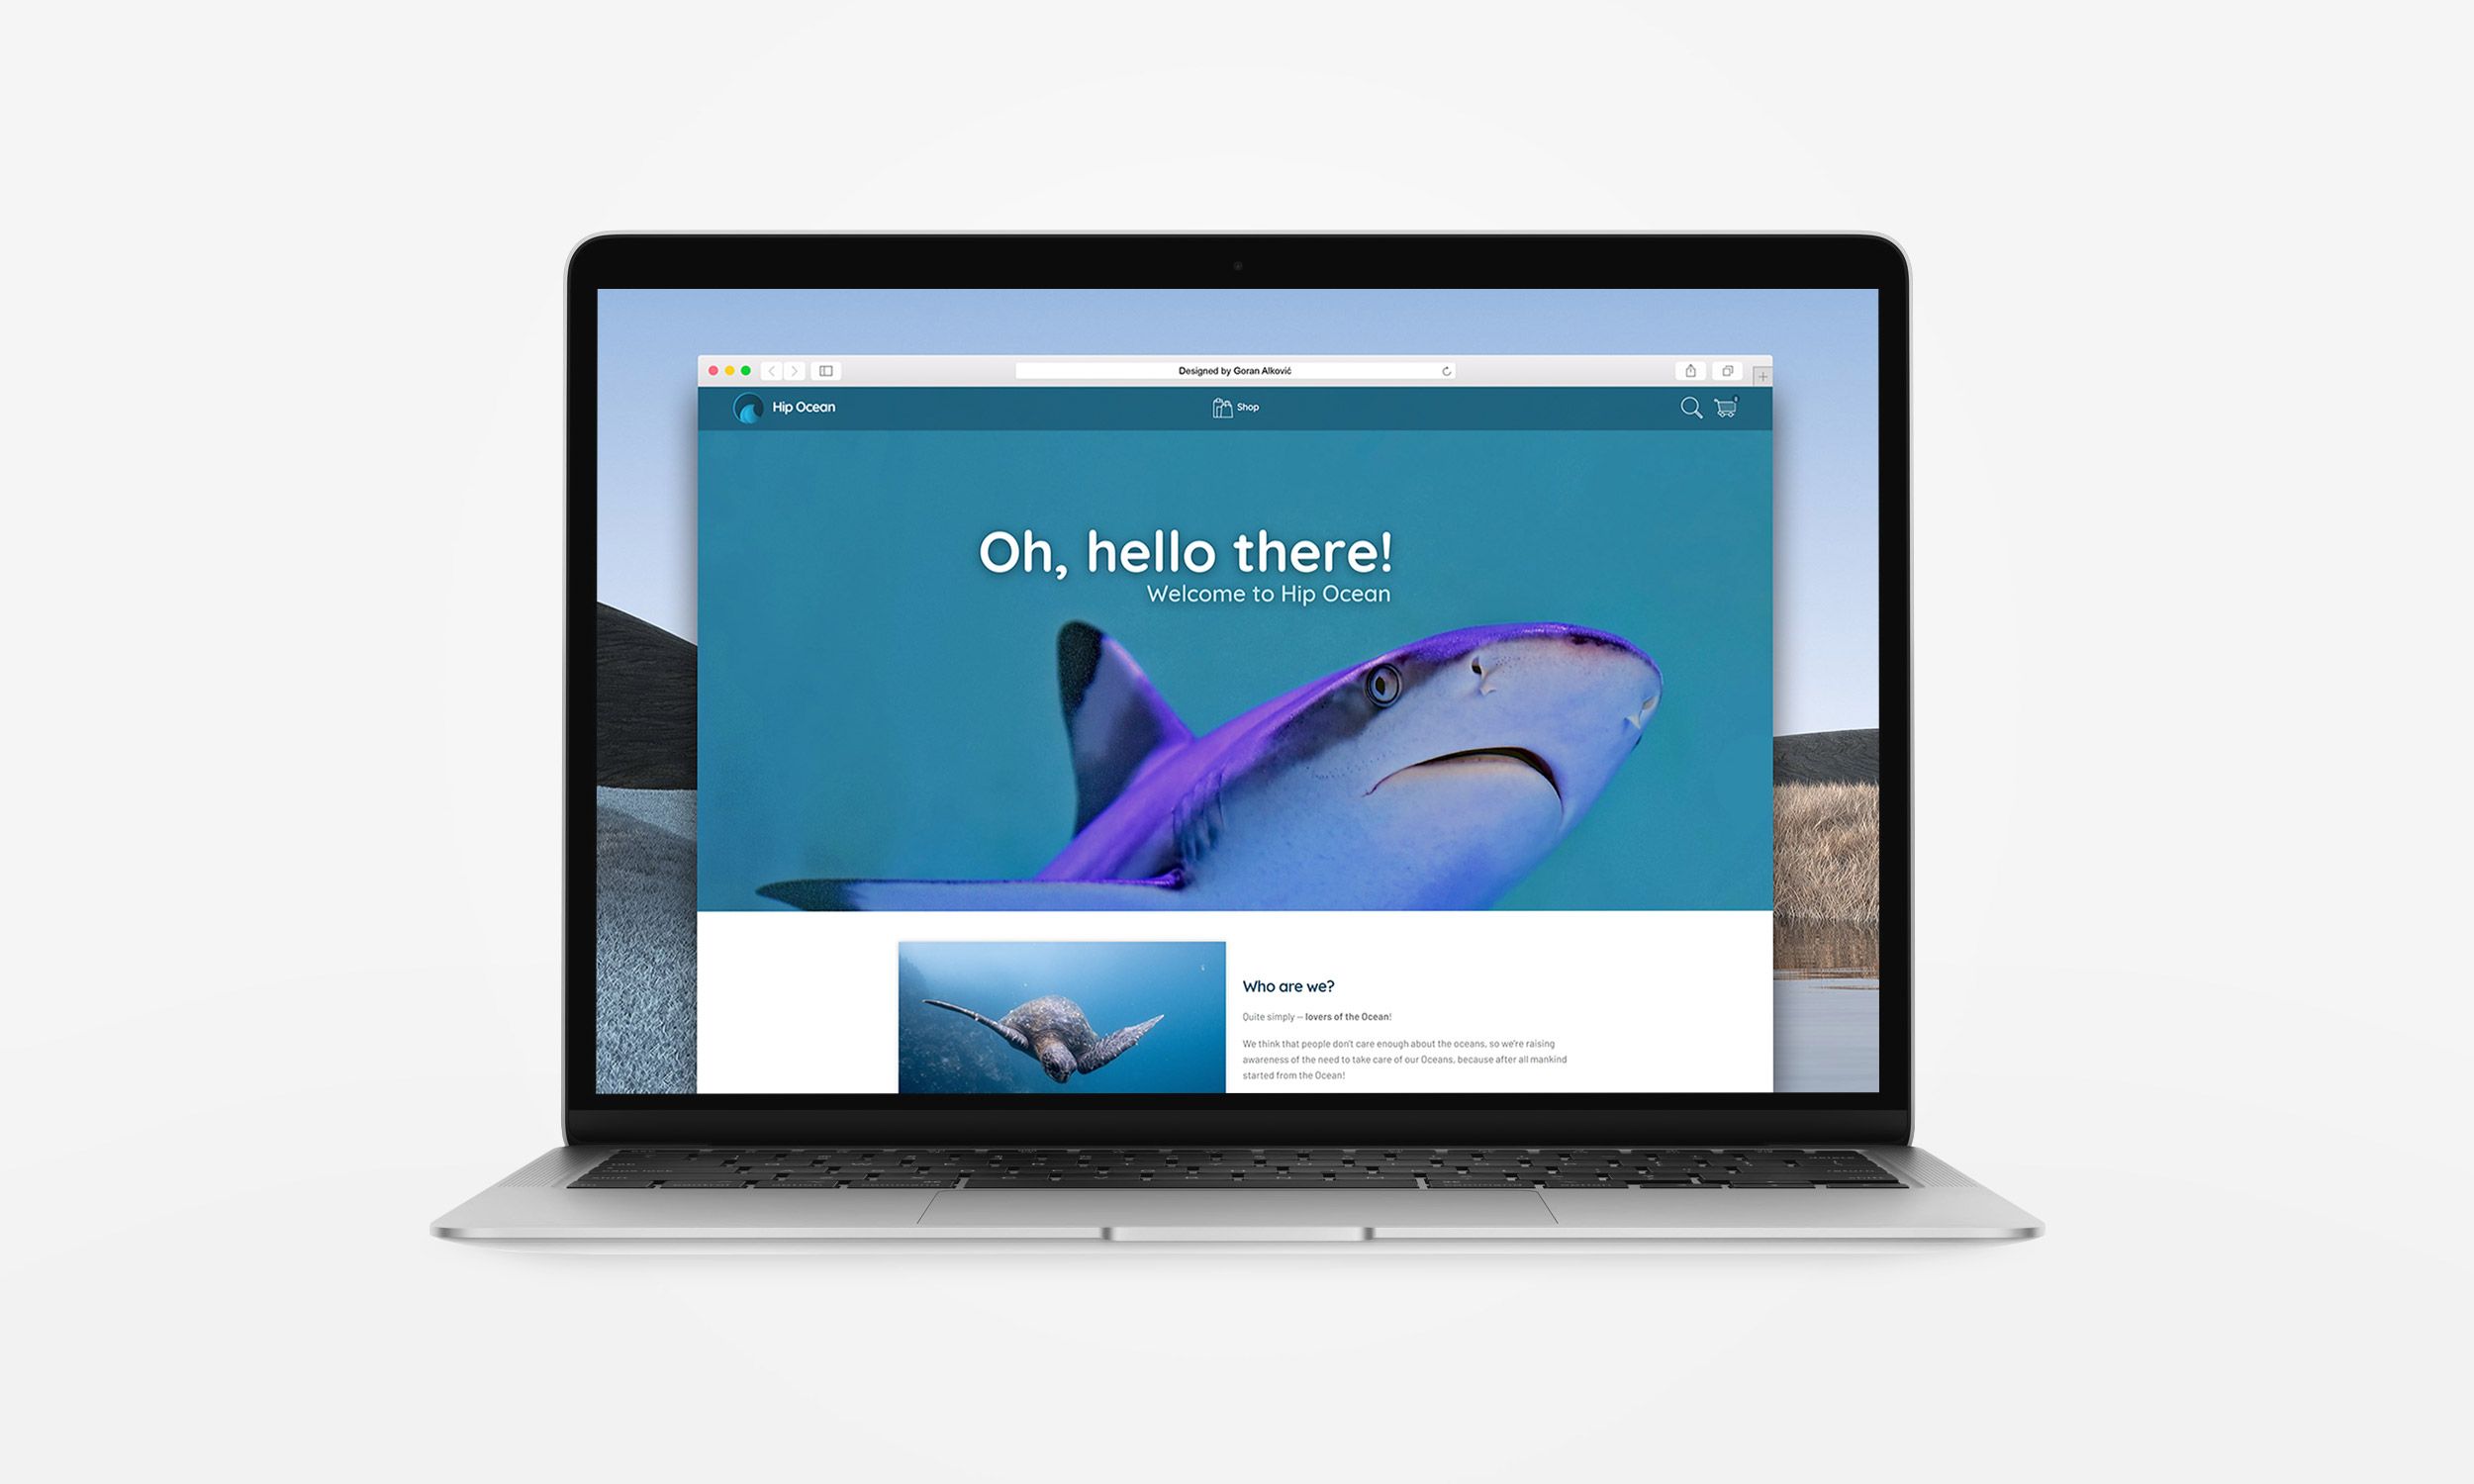 Designed by Goran Alković
Hip Ocean
Shop
Oh, hello there!
Welcome to Hip Ocean
Who are we?
Quite simply – lovers of the Ocean!
We think that people don't care enough about the oceans, so we're raising
awareness of the need to take care of our Oceans, because after all mankind
started from the Ocean!